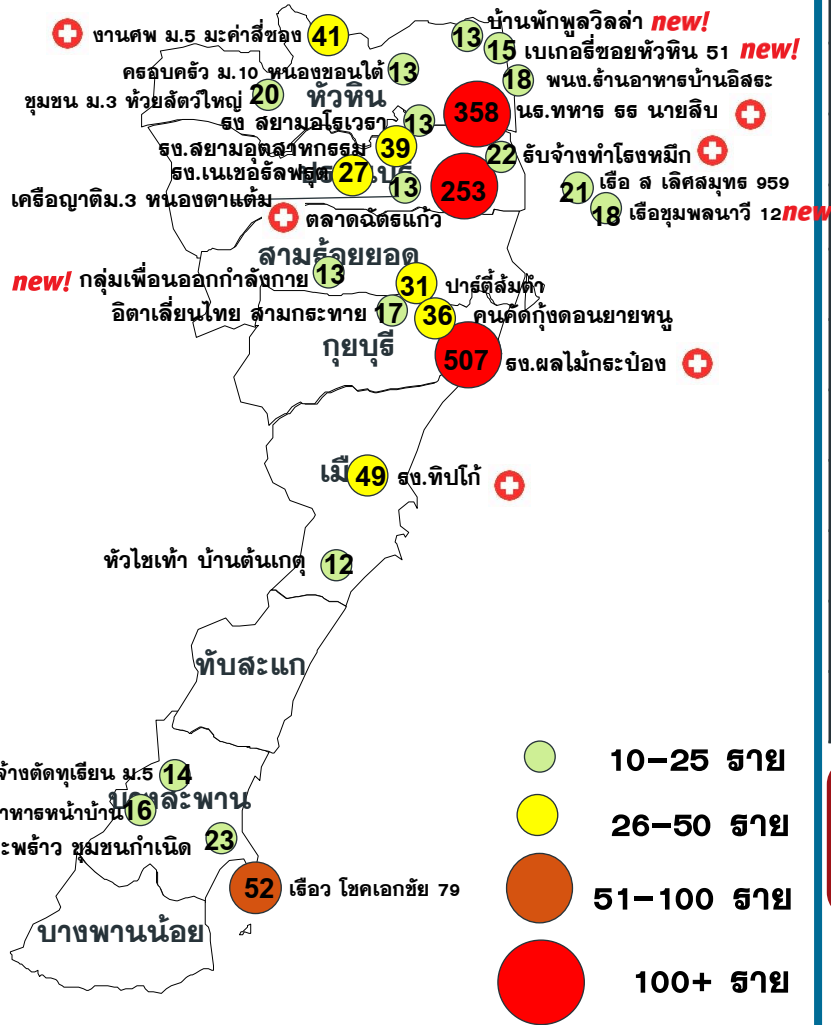 งานศพ ม.5 มะค่าสี่ซอง 41
บ้านพักพูลวิลล่า new!
13
15 เบเกอรี่ซอยหัวหิน 51 new!
ครอบครัว ม.10 หนองขอนใต้ 13
18 พนง.ร้านอาหารบ้านอิสระ
ชุมชน ม.3 ห้วยสัตว์ใหญ่ 20
หัวหิน
358 นร.ทหาร รร นายสิบ
รง สยามอโรเวรา 13
รง.สยามอุตสาหกรรม 39
22 รับจ้างทำโรงหมึก
รง.เนเชอรัลฟรุต 27
253
21 เรือ ส เลิศสมุทร 959
เครือญาติม.3 หนองตาแต้ม 13
18 เรือชุมพลนาวี 12 new
ตลาดฉัตรแก้ว
สามร้อยยอด
new! กลุ่มเพื่อนออกกำลังกาย 13
31 ปาร์ตี้ส้มตำ
อิตาเลี่ยนไทย สามกระทาย 17
36 คนคัดกุ้งดอนยายหนู
กุยบุรี
507 รง.ผลไม้กระป๋อง
เมื
49 รง.ทิปโก้
หัวไชเท้า บ้านต้นเกตุ 12
ทับสะแก
จ้างตัดทุเรียน ม.5 14
บางสะพาน
าหารหน้าบ้าน 16
ะพร้าว ชุมชนกำเนิด 23
52 เรือว โชคเอกชัย 79
บางพานน้อย
10-25 ราย
26-50 ราย
51-100 ราย
100+ ราย